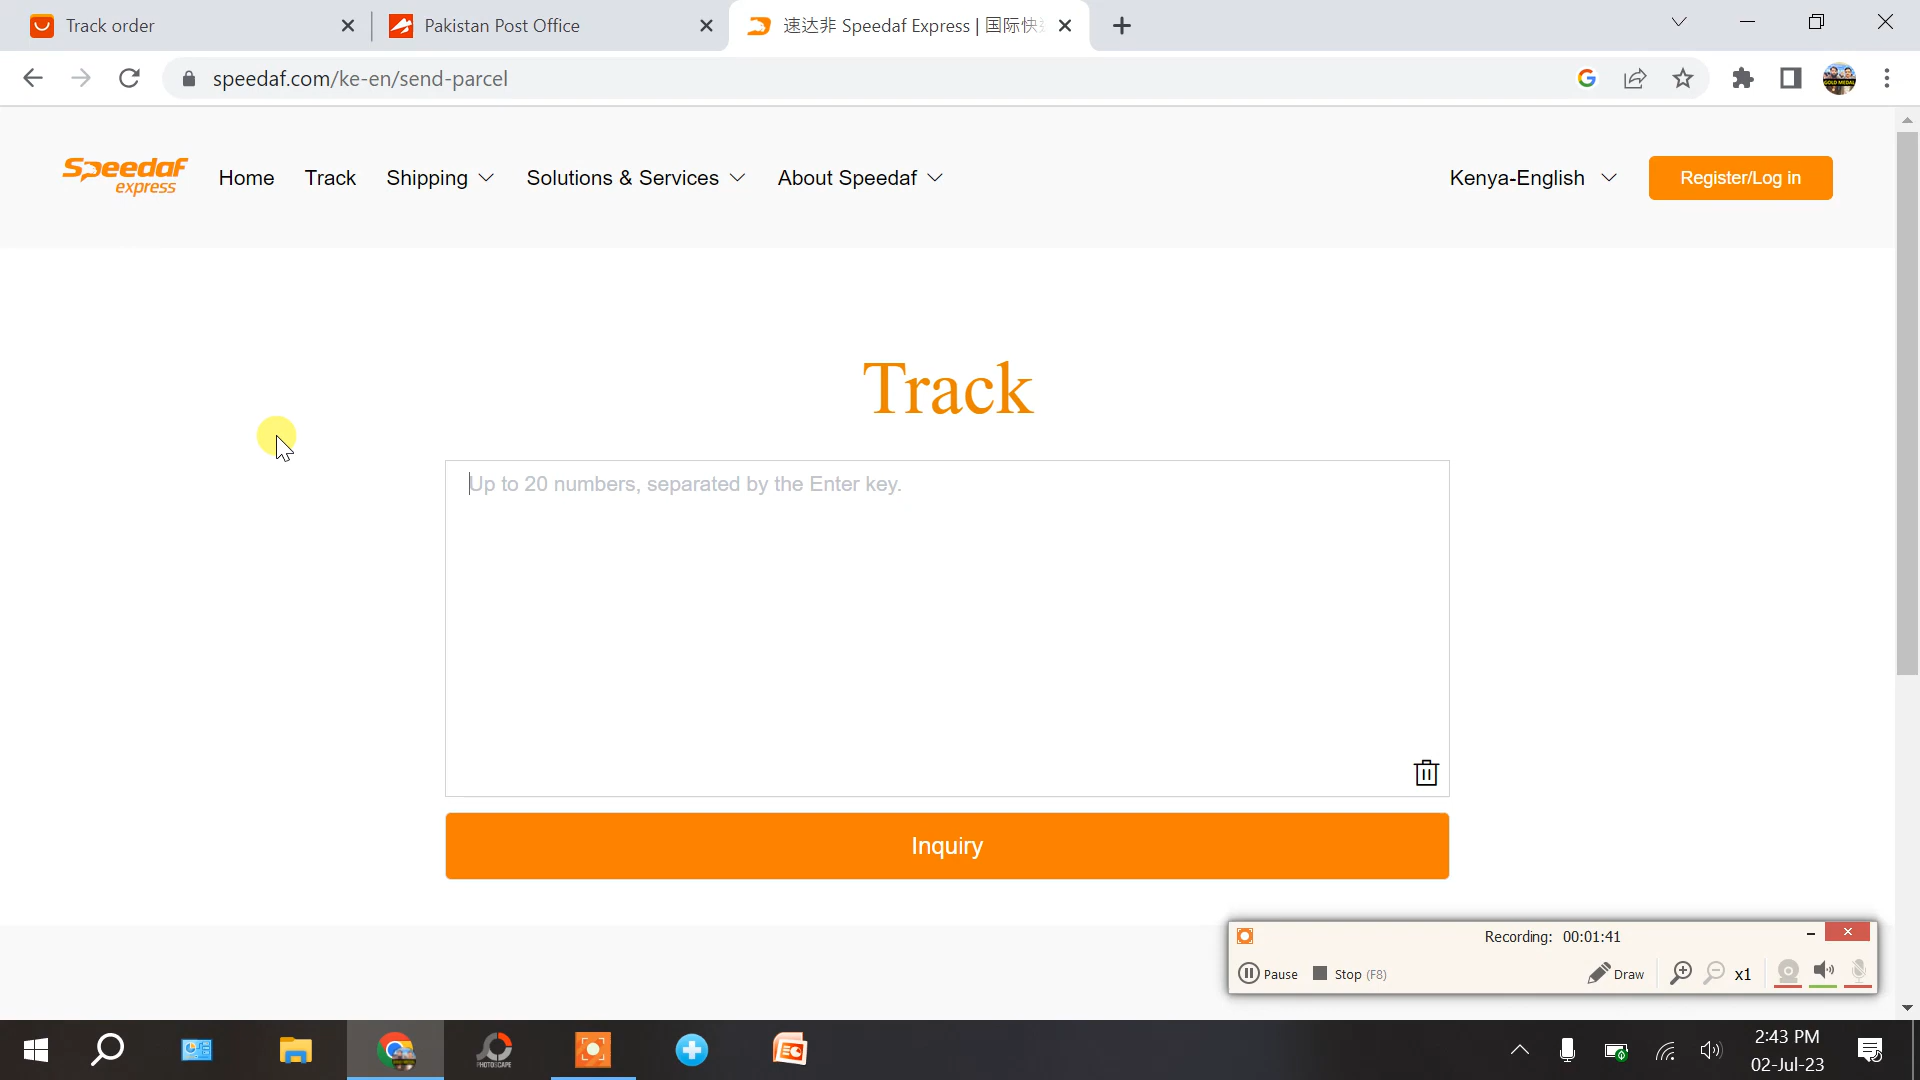 Track order
Pakistan Post Office
速达非 Speedaf Express | 国际快
speedaf.com/ke-en/send-parcel
Speedaf
express
Home
Track
Shipping
Solutions & Services
About Speedaf
Kenya-English
Register/Log in
Track
Up to 20 numbers, separated by the Enter key.
Inquiry
Recording: 00:01:41
Pause
Stop (F8)
Draw
x1
2:43 PM
02-Jul-23